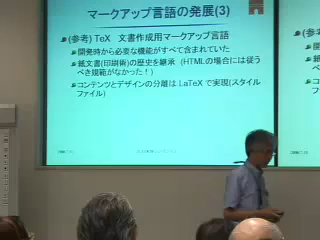 マークアップ言語の発展(3)
(参考) TeX 文書作成用マークアップ言語
開発時から必要な機能がすべて含まれていた
紙文書(印刷術)の歴史を継承 (HTMLの場合には従う
べき規範がなかった!)
コンテンツとデザインの分離は LaTeX で実現(スタイル
ファイル)